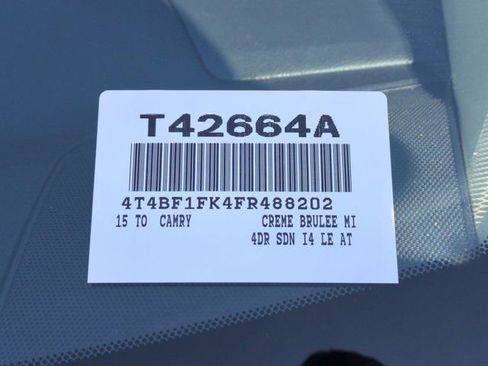 T42664A
4T4BF1FK4FR488202
15 TO CAMRY CREME BRULEE MI
4DR SDN I4 LE AT